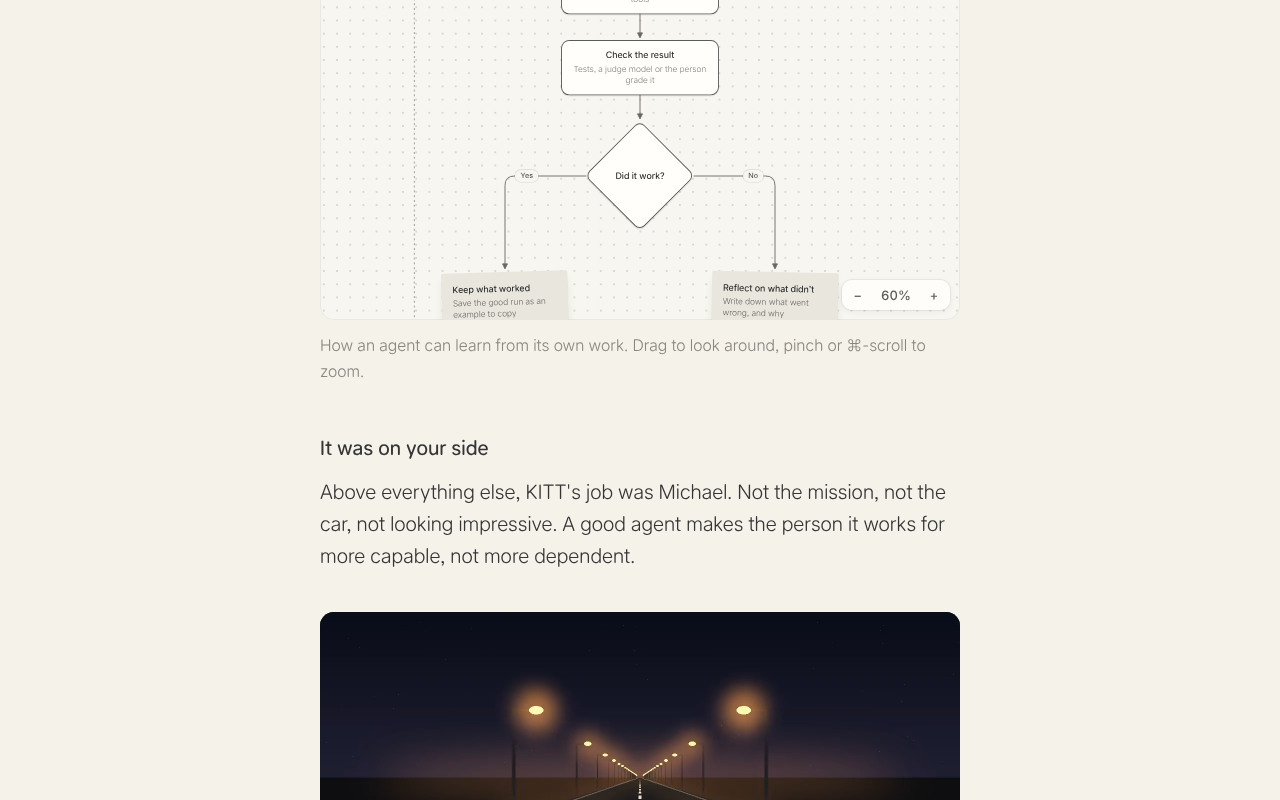 Check the result
Tests, a judge model or the person
grade it
Did it work?
Yes
No
Keep what worked
Save the good run as an
example to copy
Reflect on what didn't
Write down what went
wrong, and why
− 60% +
How an agent can learn from its own work. Drag to look around, pinch or ⌘-scroll to
zoom.
It was on your side
Above everything else, KITT's job was Michael. Not the mission, not the
car, not looking impressive. A good agent makes the person it works for
more capable, not more dependent.